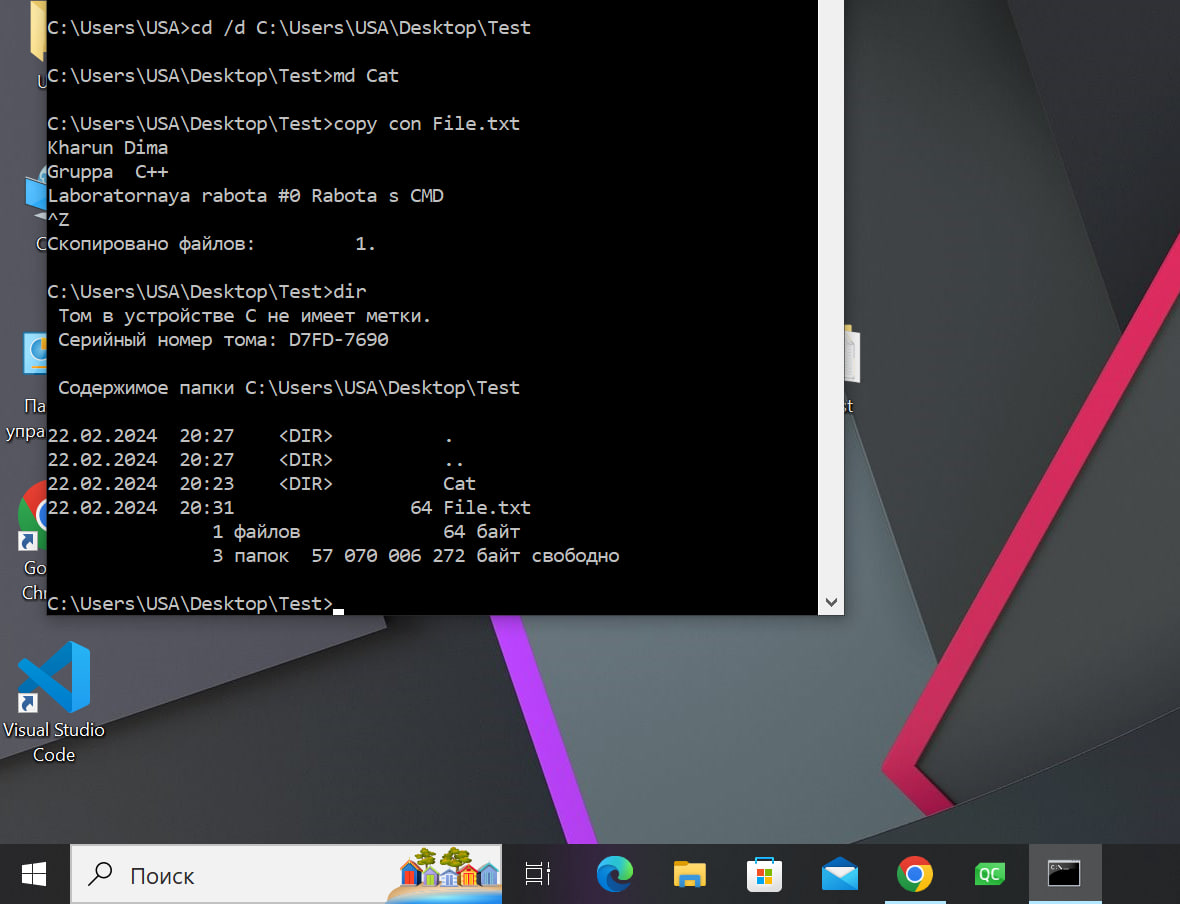 C:\Users\USA>cd /d C:\Users\USA\Desktop\Test
C:\Users\USA\Desktop\Test>md Cat
C:\Users\USA\Desktop\Test>copy con File.txt
Kharun Dima
Gruppa  C++
Laboratornaya rabota #0 Rabota s CMD
^Z
Скопировано файлов:         1.
C:\Users\USA\Desktop\Test>dir
 Том в устройстве C не имеет метки.
 Серийный номер тома: D7FD-7690
 Содержимое папки C:\Users\USA\Desktop\Test
22.02.2024  20:27    <DIR>          .
22.02.2024  20:27    <DIR>          ..
22.02.2024  20:23    <DIR>          Cat
22.02.2024  20:31                64 File.txt
               1 файлов             64 байт
               3 папок  57 070 006 272 байт свободно
C:\Users\USA\Desktop\Test>
Visual Studio
Code
Поиск
QC
C:\